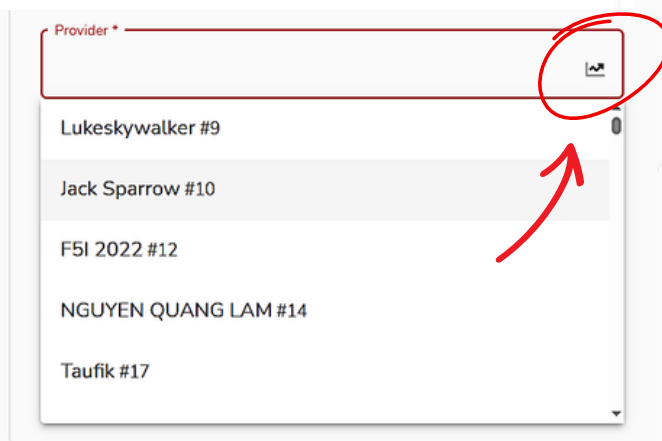 Provider *
Lukeskywalker #9
Jack Sparrow #10
F5I 2022 #12
NGUYEN QUANG LAM #14
Taufik #17